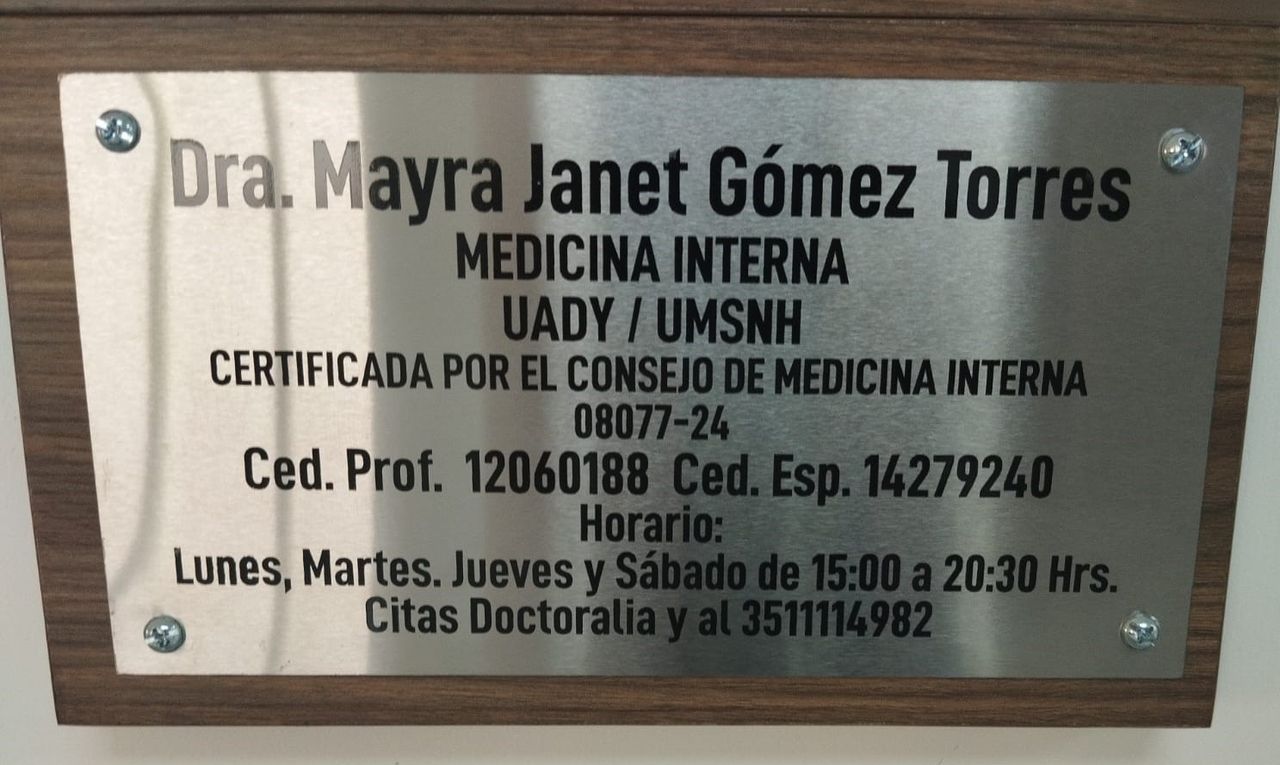 Dra. Mayra Janet Gómez Torres
MEDICINA INTERNA
UADY / UMSNH
CERTIFICADA POR EL CONSEJO DE MEDICINA INTERNA
08077-24
Ced. Prof. 12060188 Ced. Esp. 14279240
Horario:
Lunes, Martes. Jueves y Sábado de 15:00 a 20:30 Hrs.
Citas Doctoralia y al 3511114982